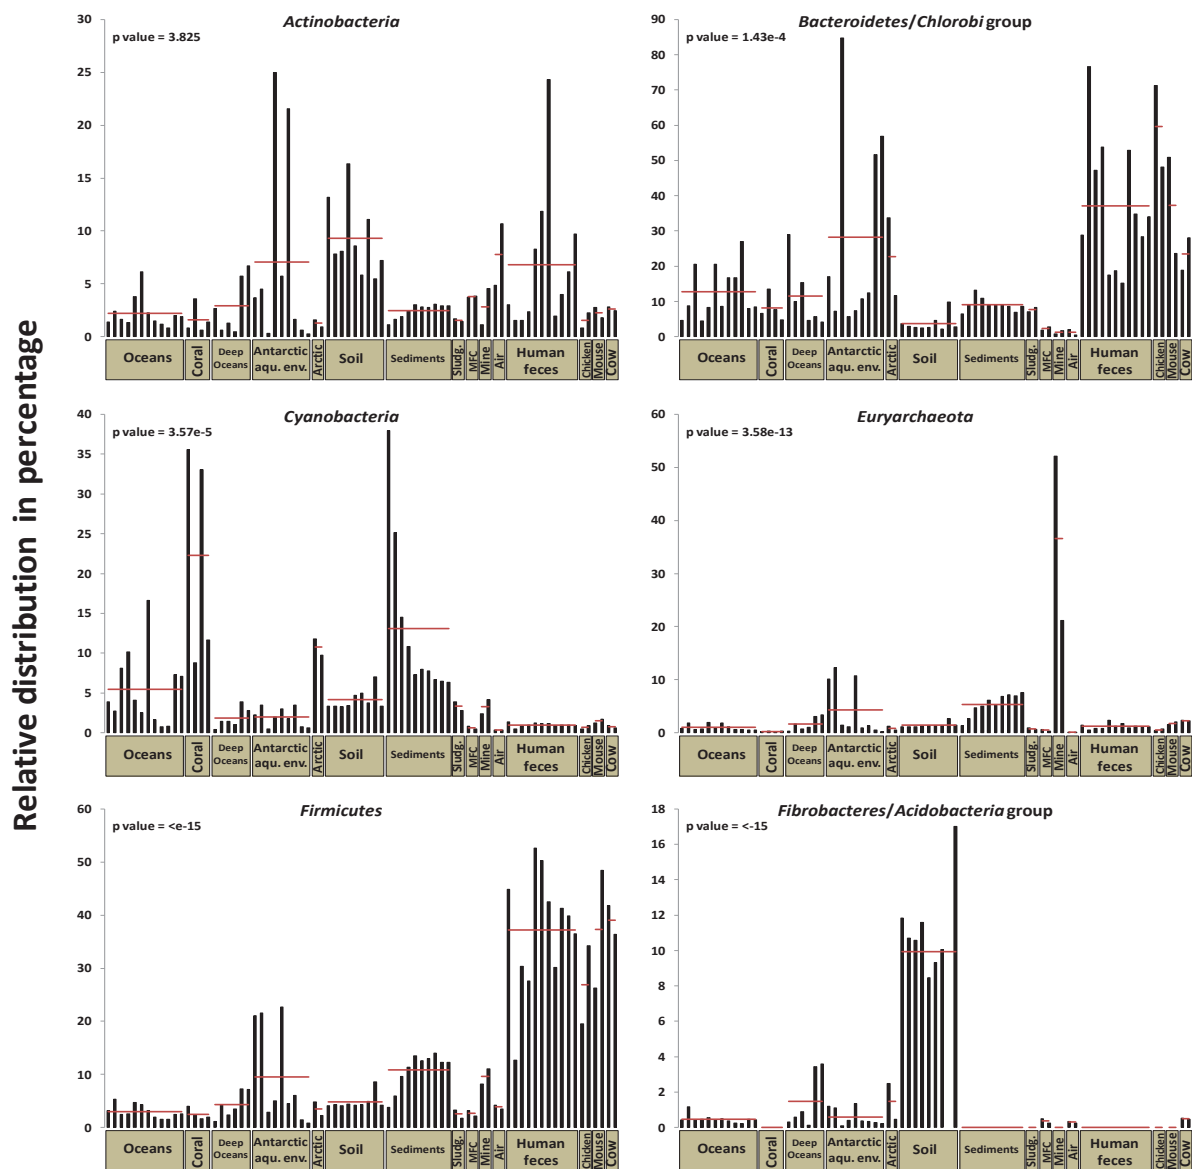 Relative distribution in percentage
Actinobacteria
p value = 3.825
30
25
20
15
10
5
0
Oceans
Coral
Deep
Oceans
Antarctic
aqu. env.
Arctic
Soil
Sediments
Sludg.
MFC
Mine
Air
Human
feces
Chicken
Mouse
Cow
Bacteroidetes/Chlorobi group
p value = 1.43e-4
90
80
70
60
50
40
30
20
10
0
Oceans
Coral
Deep
Oceans
Antarctic
aqu. env.
Arctic
Soil
Sediments
Sludg.
MFC
Mine
Air
Human
feces
Chicken
Mouse
Cow
Cyanobacteria
p value = 3.57e-5
40
35
30
25
20
15
10
5
0
Oceans
Coral
Deep
Oceans
Antarctic
aqu. env.
Arctic
Soil
Sediments
Sludg.
MFC
Mine
Air
Human
feces
Chicken
Mouse
Cow
Euryarchaeota
p value = 3.58e-13
60
50
40
30
20
10
0
Oceans
Coral
Deep
Oceans
Antarctic
aqu. env.
Arctic
Soil
Sediments
Sludg.
MFC
Mine
Air
Human
feces
Chicken
Mouse
Cow
Firmicutes
p value = <e-15
60
50
40
30
20
10
0
Oceans
Coral
Deep
Oceans
Antarctic
aqu. env.
Arctic
Soil
Sediments
Sludg.
MFC
Mine
Air
Human
feces
Chicken
Mouse
Cow
Fibrobacteres/Acidobacteria group
p value = <-15
18
16
14
12
10
8
6
4
2
0
Oceans
Coral
Deep
Oceans
Antarctic
aqu. env.
Arctic
Soil
Sediments
Sludg.
MFC
Mine
Air
Human
feces
Chicken
Mouse
Cow